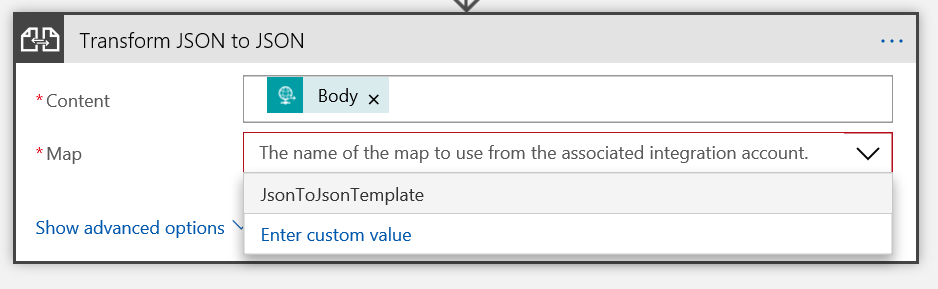 Transform JSON to JSON
* Content
Body ×
* Map
The name of the map to use from the associated integration account.
JsonToJsonTemplate
Show advanced options
Enter custom value